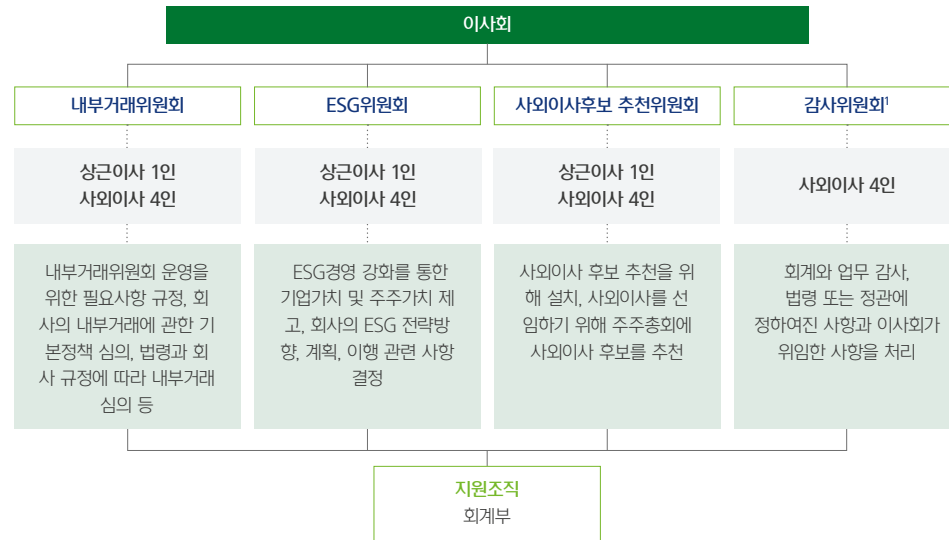 이사회
내부거래위원회
상근이사 1인
사외이사 4인
내부거래위원회 운영을
위한 필요사항 규정, 회
사의 내부거래에 관한 기
본정책 심의, 법령과 회
사 규정에 따라 내부거래
심의 등
ESG위원회
상근이사 1인
사외이사 4인
ESG경영 강화를 통한
기업가치 및 주주가치 제
고, 회사의 ESG 전략방
향, 계획, 이행 관련 사항
결정
사외이사후보 추천위원회
상근이사 1인
사외이사 4인
사외이사 후보 추천을 위
해 설치, 사외이사를 선
임하기 위해 주주총회에
사외이사 후보를 추천
감사위원회¹
사외이사 4인
회계와 업무 감사,
법령 또는 정관에
정하여진 사항과 이사회가
위임한 사항을 처리
지원조직
회계부